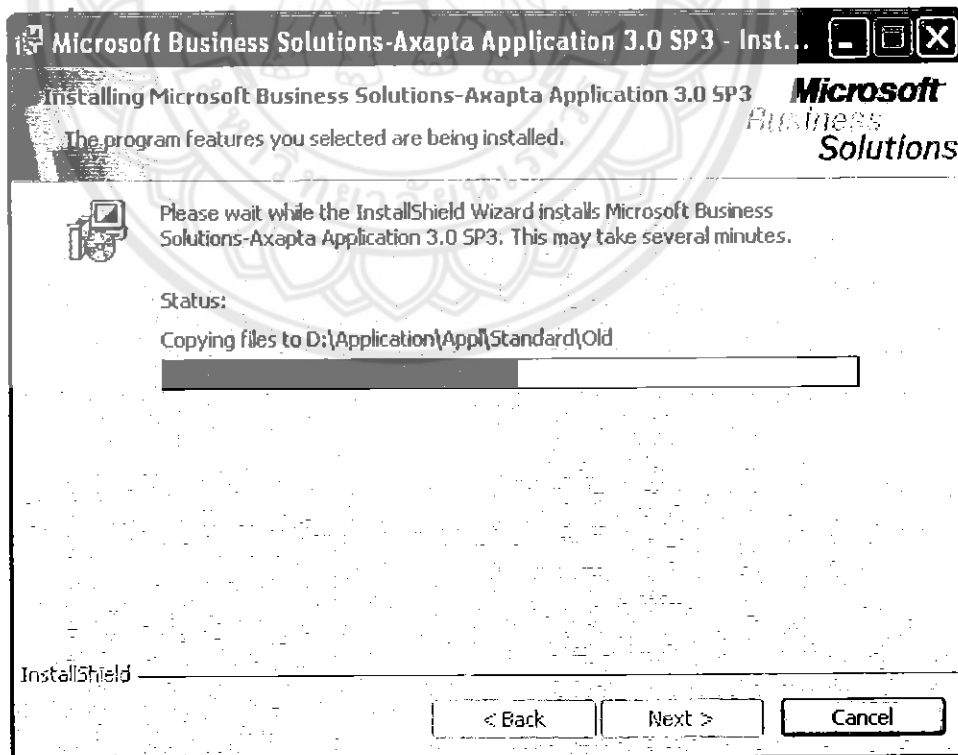 Microsoft Business Solutions-Axapta Application 3.0 SP3 - Inst...
Installing Microsoft Business Solutions-Axapta Application 3.0 SP3
The program features you selected are being installed.
Microsoft
Business
Solutions
Please wait while the InstallShield Wizard installs Microsoft Business
Solutions-Axapta Application 3.0 SP3. This may take several minutes.
Status:
Copying files to D:\Application\Appl\Standard\Old
InstallShield
< Back
Next >
Cancel